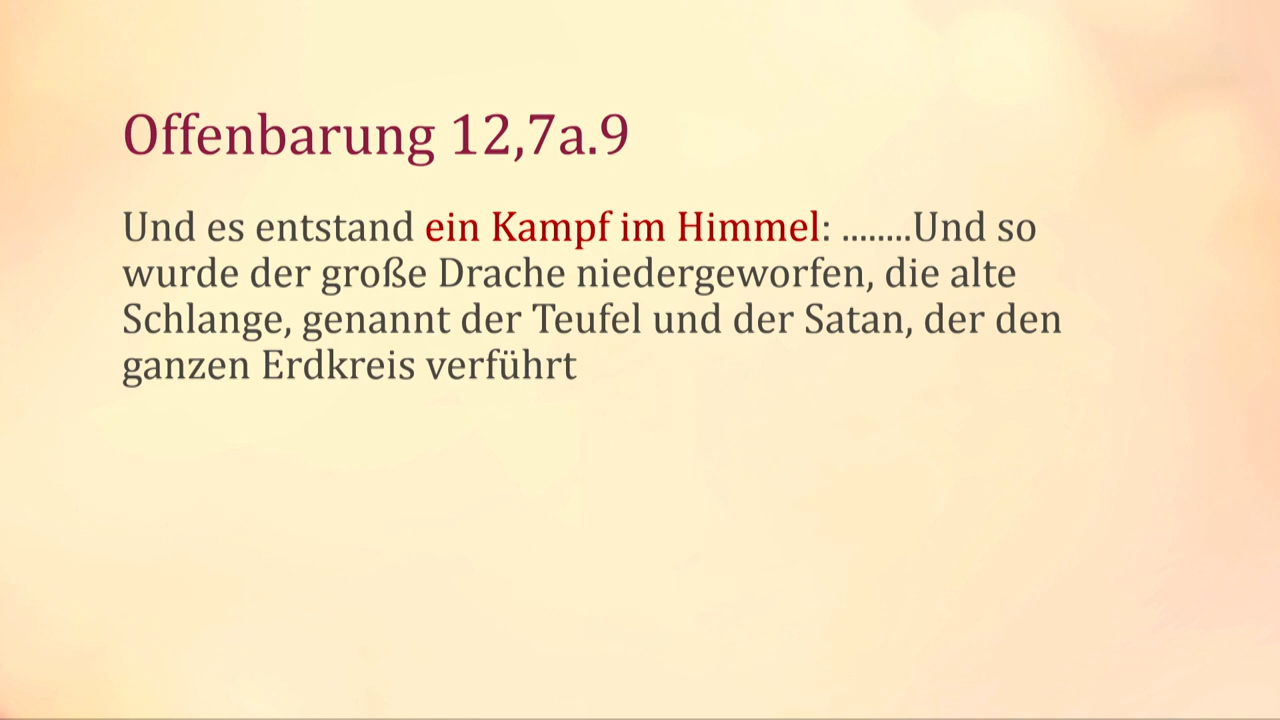 Offenbarung 12,7a.9
Und es entstand ein Kampf im Himmel: ........Und so
wurde der große Drache niedergeworfen, die alte
Schlange, genannt der Teufel und der Satan, der den
ganzen Erdkreis verführt